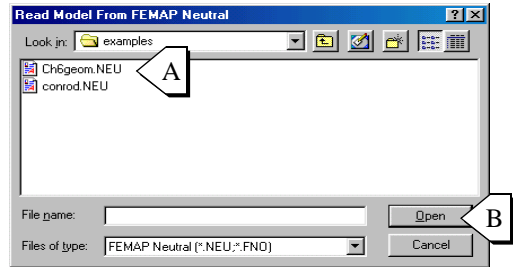 Read Model From FEMAP Neutral
Look in: examples
Ch6geom.NEU
A
conrod.NEU
File name:
Open
B
Files of type: FEMAP Neutral (*.NEU;*.FNO)
Cancel